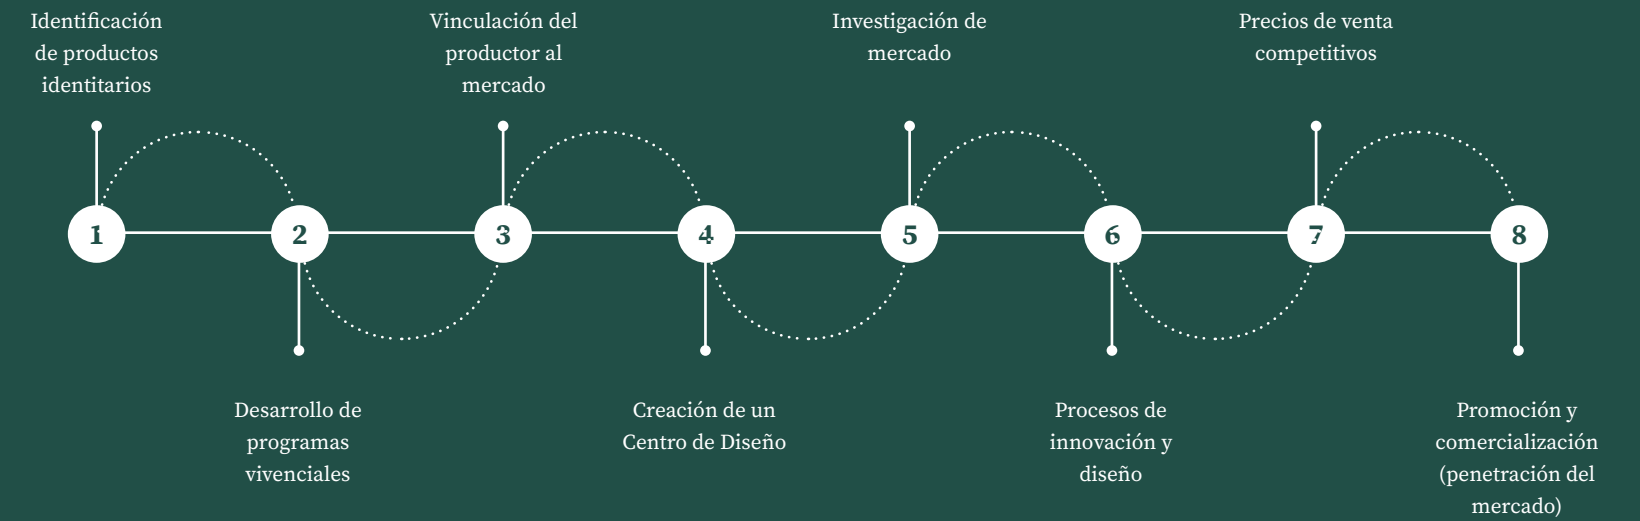 Identificación
de productos
identitarios
Vinculación del
productor al
mercado
Investigación de
mercado
Precios de venta
competitivos
1
2
3
4
5
6
7
8
Desarrollo de
programas
vivenciales
Creación de un
Centro de Diseño
Procesos de
innovación y
diseño
Promoción y
comercialización
(penetración del
mercado)